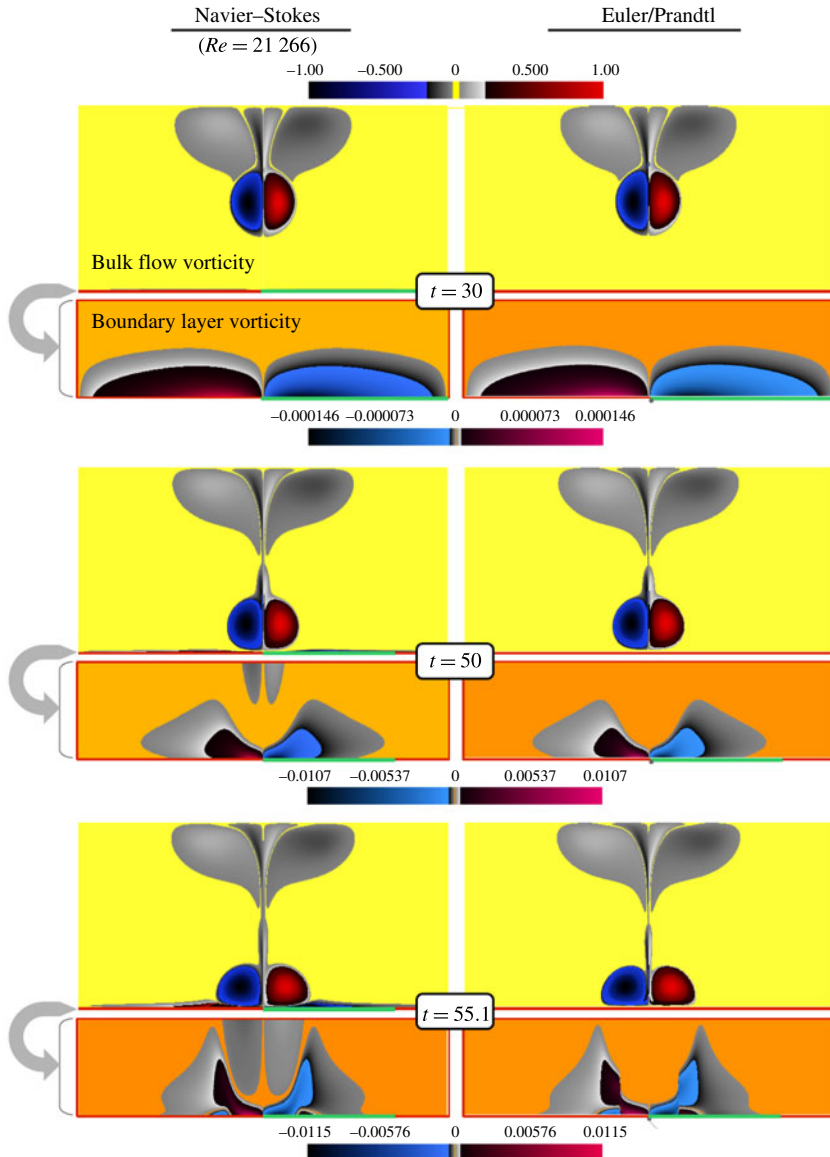 Navier–Stokes
Euler/Prandtl
(Re = 21 266)
−1.00 −0.500 0 0.500 1.00
Bulk flow vorticity
t = 30
Boundary layer vorticity
−0.000146 −0.000073 0 0.000073 0.000146
t = 50
−0.0107 −0.00537 0 0.00537 0.0107
t = 55.1
−0.0115 −0.00576 0 0.00576 0.0115